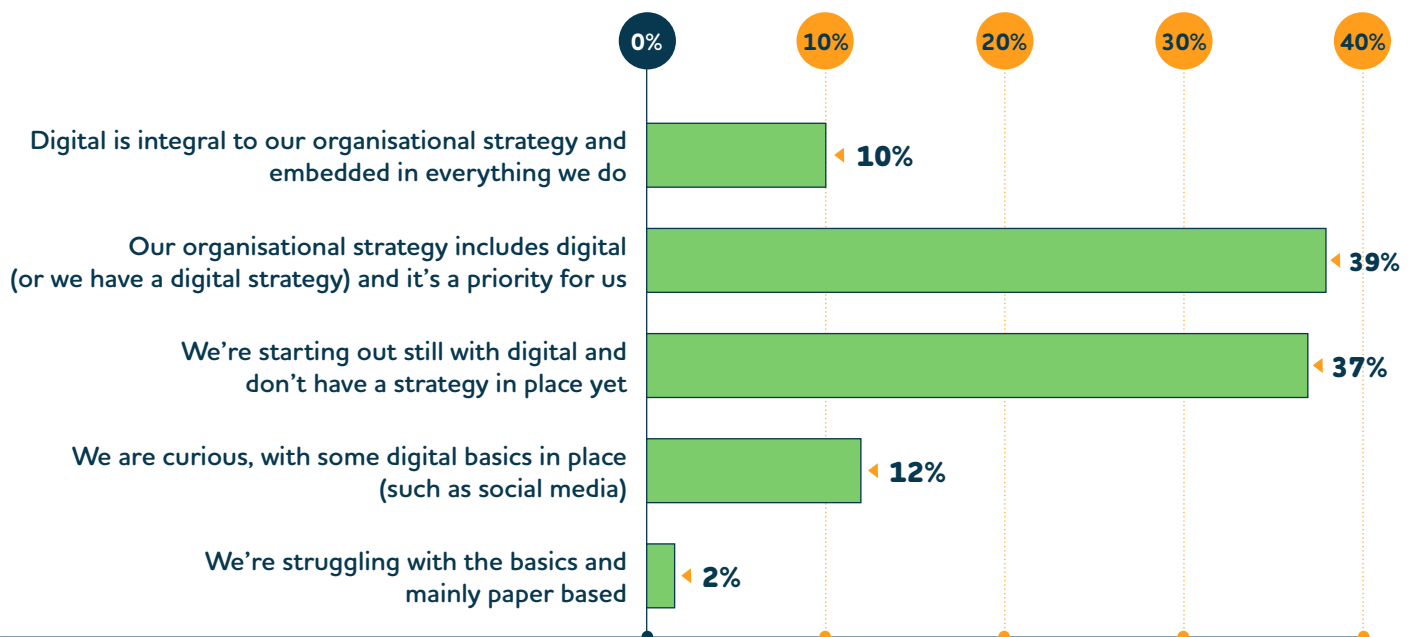 0% 10% 20% 30% 40%
Digital is integral to our organisational strategy and
embedded in everything we do
10%
Our organisational strategy includes digital
(or we have a digital strategy) and it's a priority for us
39%
We're starting out still with digital and
don't have a strategy in place yet
37%
We are curious, with some digital basics in place
(such as social media)
12%
We're struggling with the basics and
mainly paper based
2%